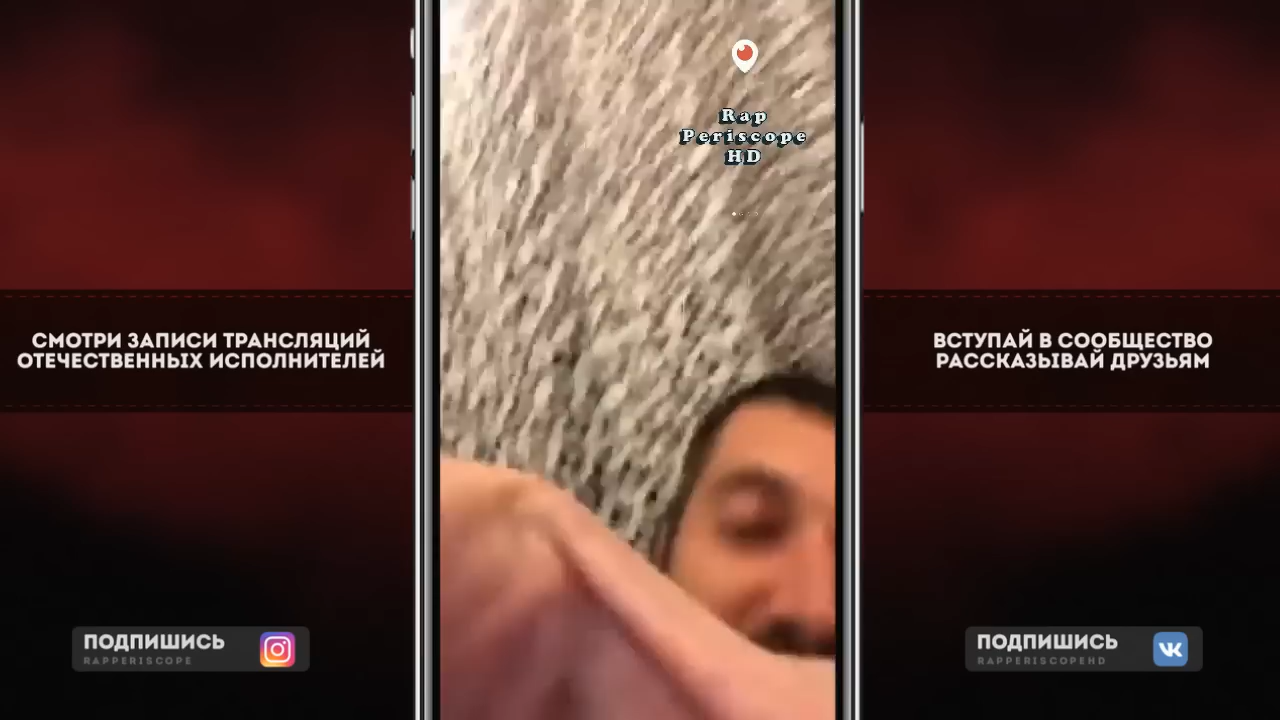 Rap
Periscope
HD
СМОТРИ ЗАПИСИ ТРАНСЛЯЦИЙ
ОТЕЧЕСТВЕННЫХ ИСПОЛНИТЕЛЕЙ
ВСТУПАЙ В СООБЩЕСТВО
РАССКАЗЫВАЙ ДРУЗЬЯМ
ПОДПИШИСЬ
RAPPERISCOPE
ПОДПИШИСЬ
RAPPERISCOPEHD